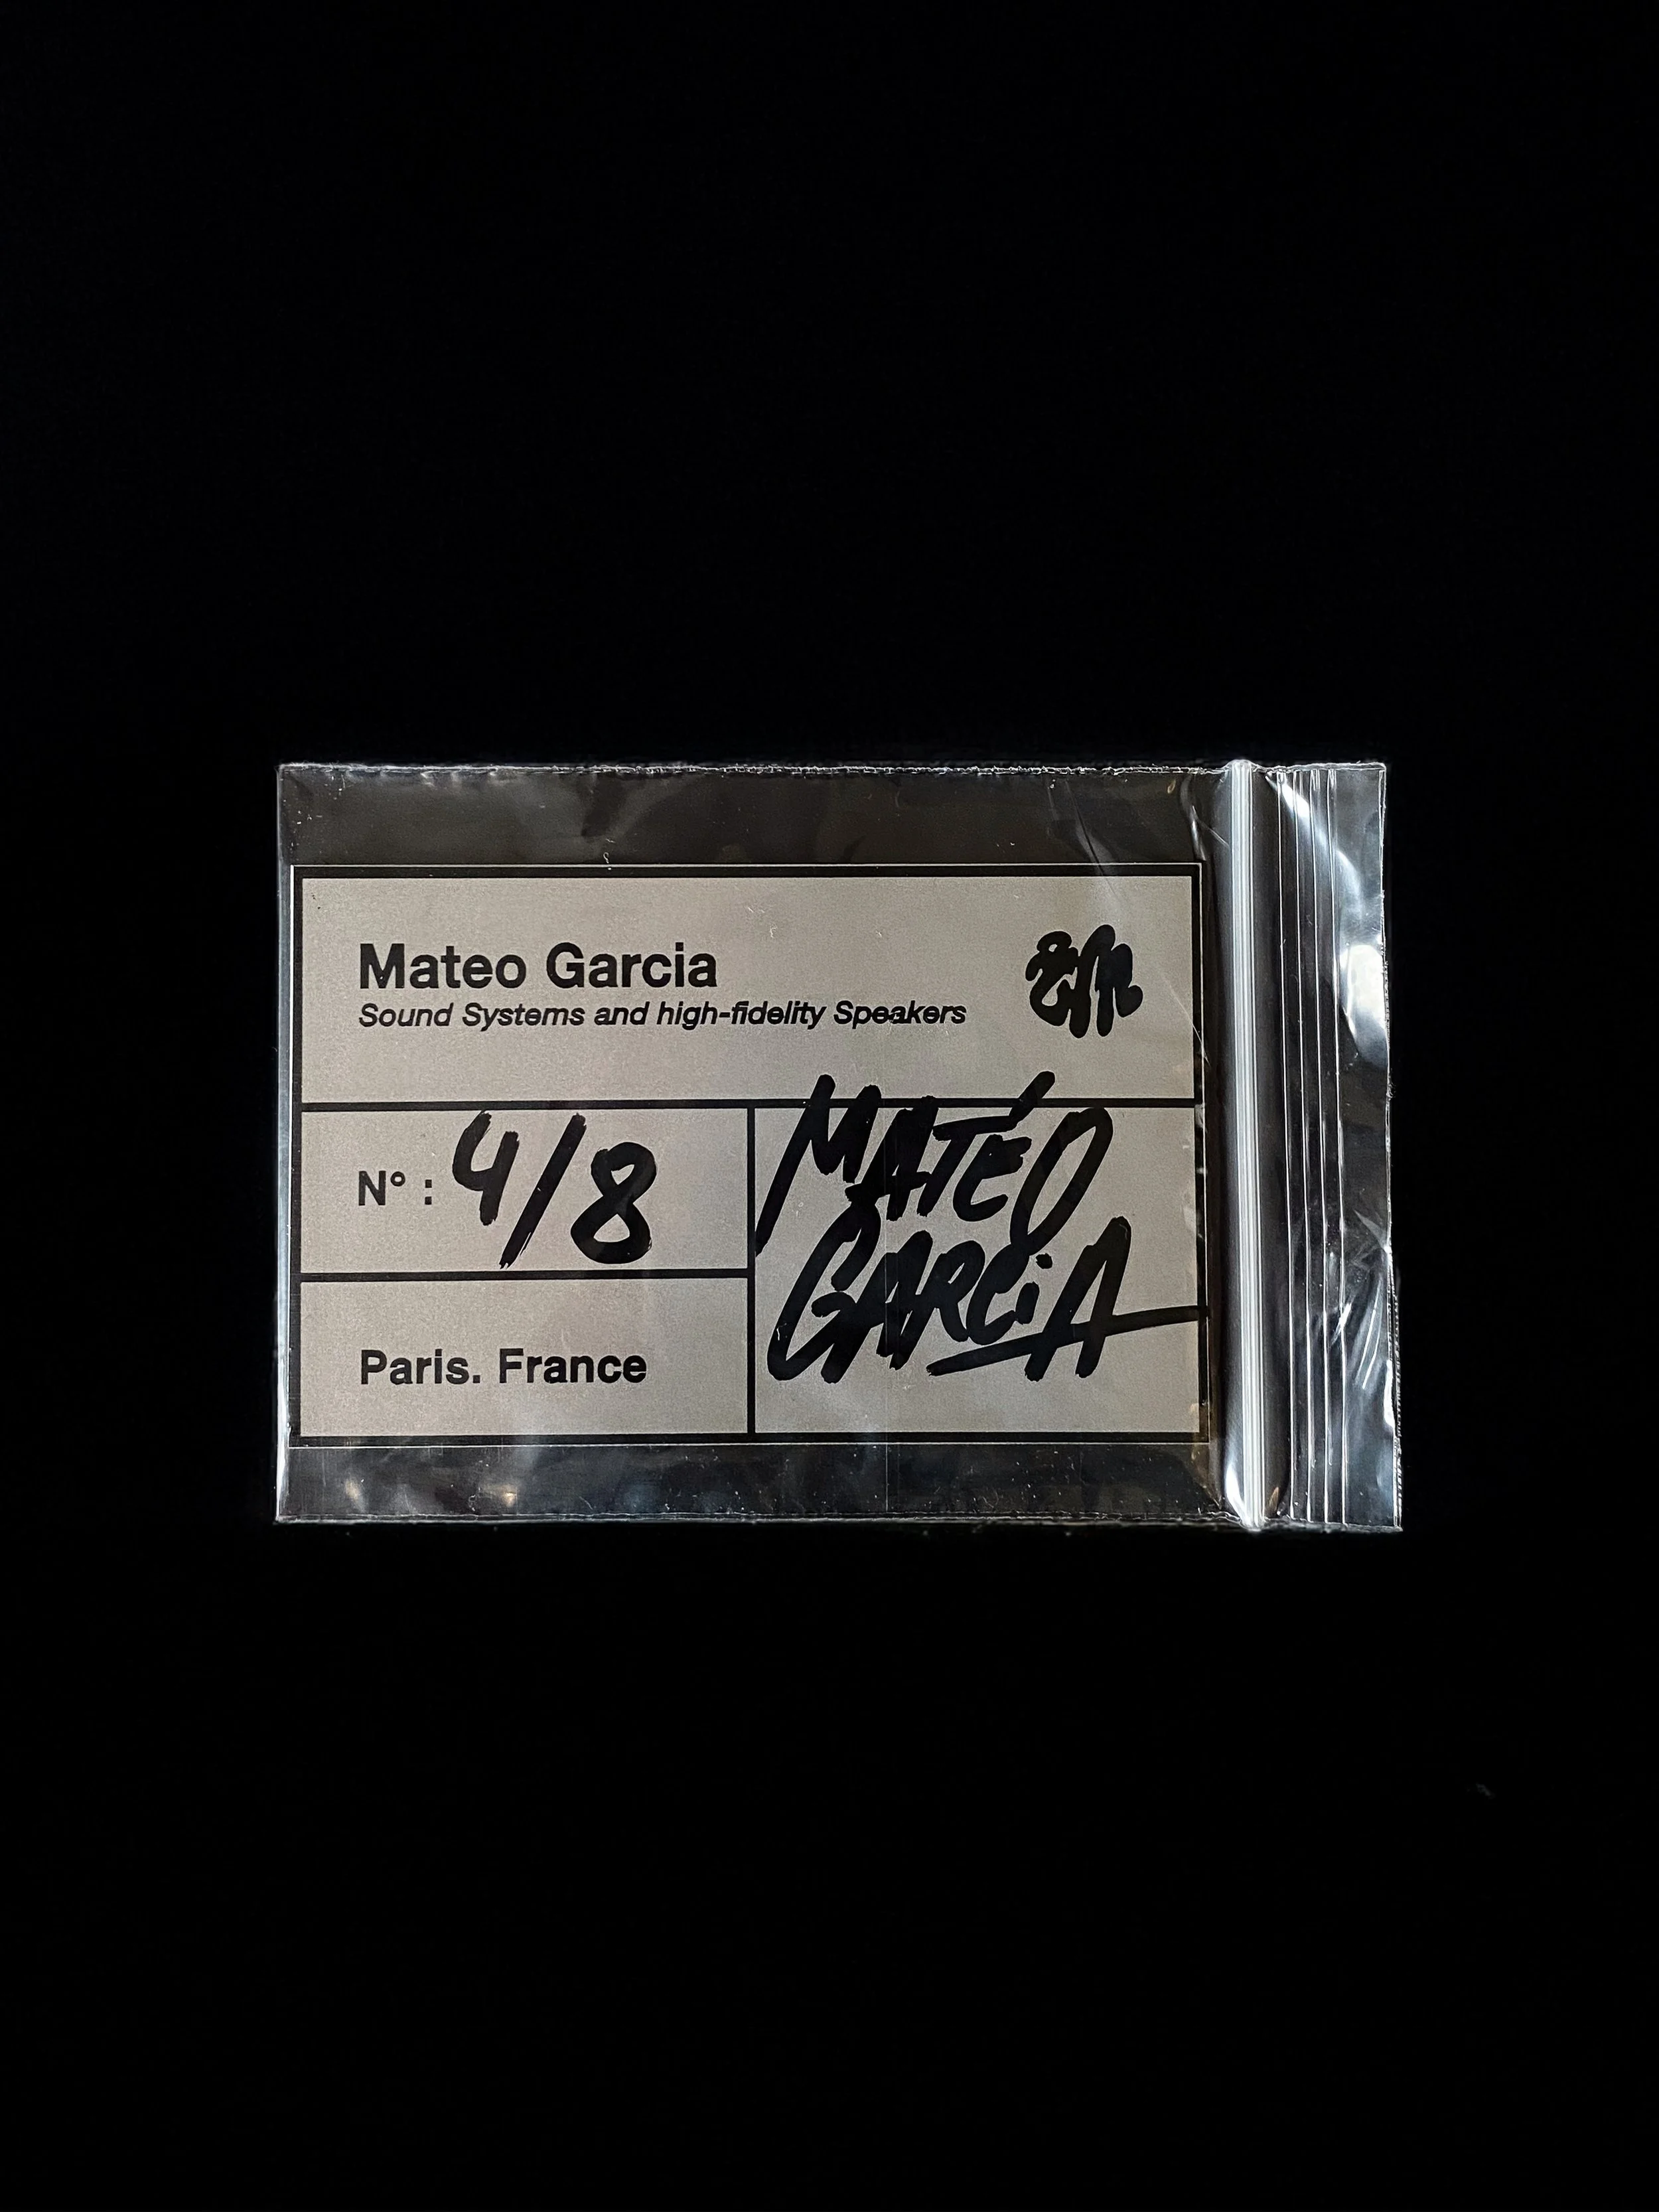 Mateo Garcia
Sound Systems and high-fidelity Speakers
N° : 4/8
MATÉO
GARCiA
Paris. France